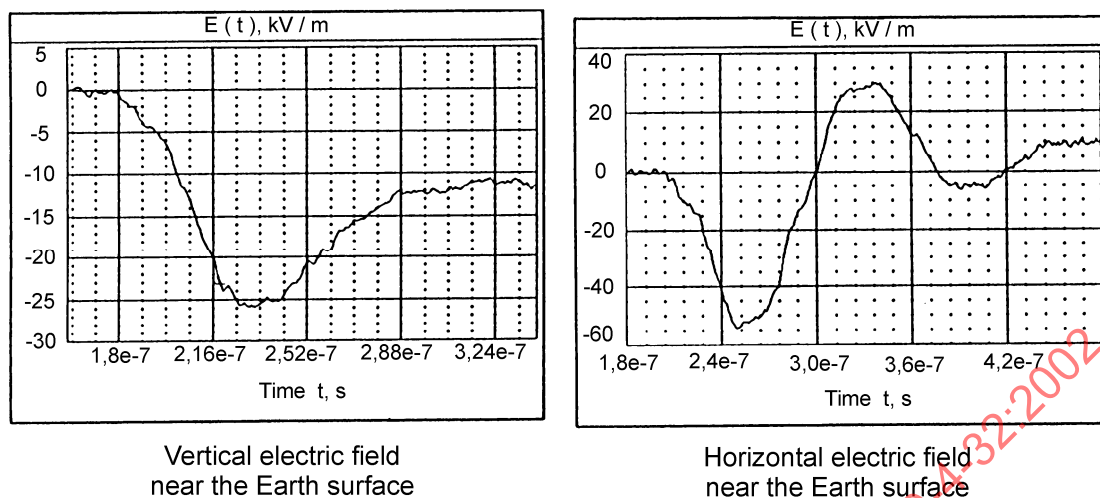 E ( t ), kV / m
5
0
-5
-10
-15
-20
-25
-30
1,8e-7 2,16e-7 2,52e-7 2,88e-7 3,24e-7
Time t, s
Vertical electric field
near the Earth surface
E ( t ), kV / m
40
20
0
-20
-40
-60
1,8e-7 2,4e-7 3,0e-7 3,6e-7 4,2e-7
Time t, s
Horizontal electric field
near the Earth surface
4-32:2002